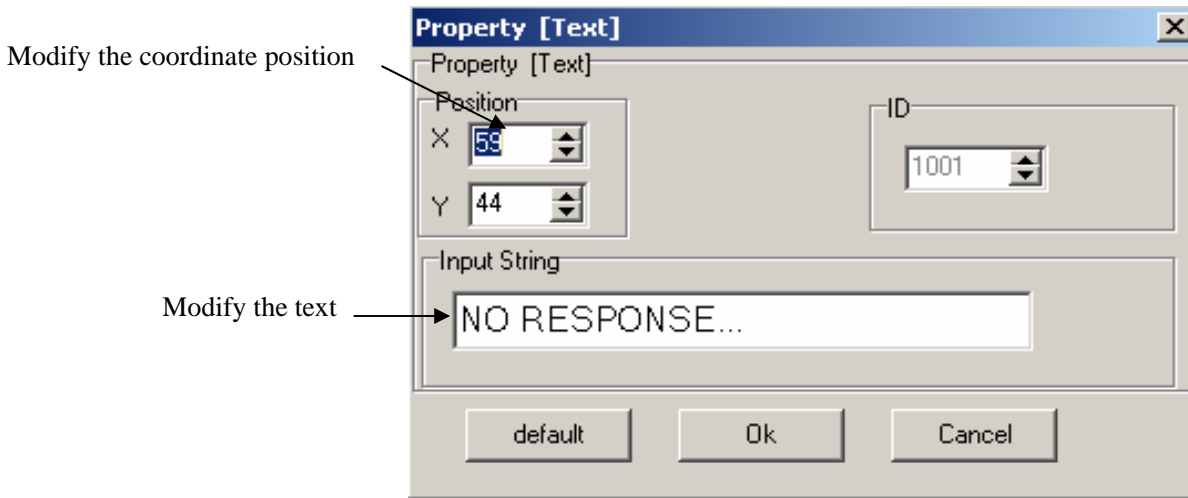 Property [Text]
Modify the coordinate position
Property [Text]
Position
ID
X 59
1001
Y 44
Input String
Modify the text
NO RESPONSE...
default Ok Cancel